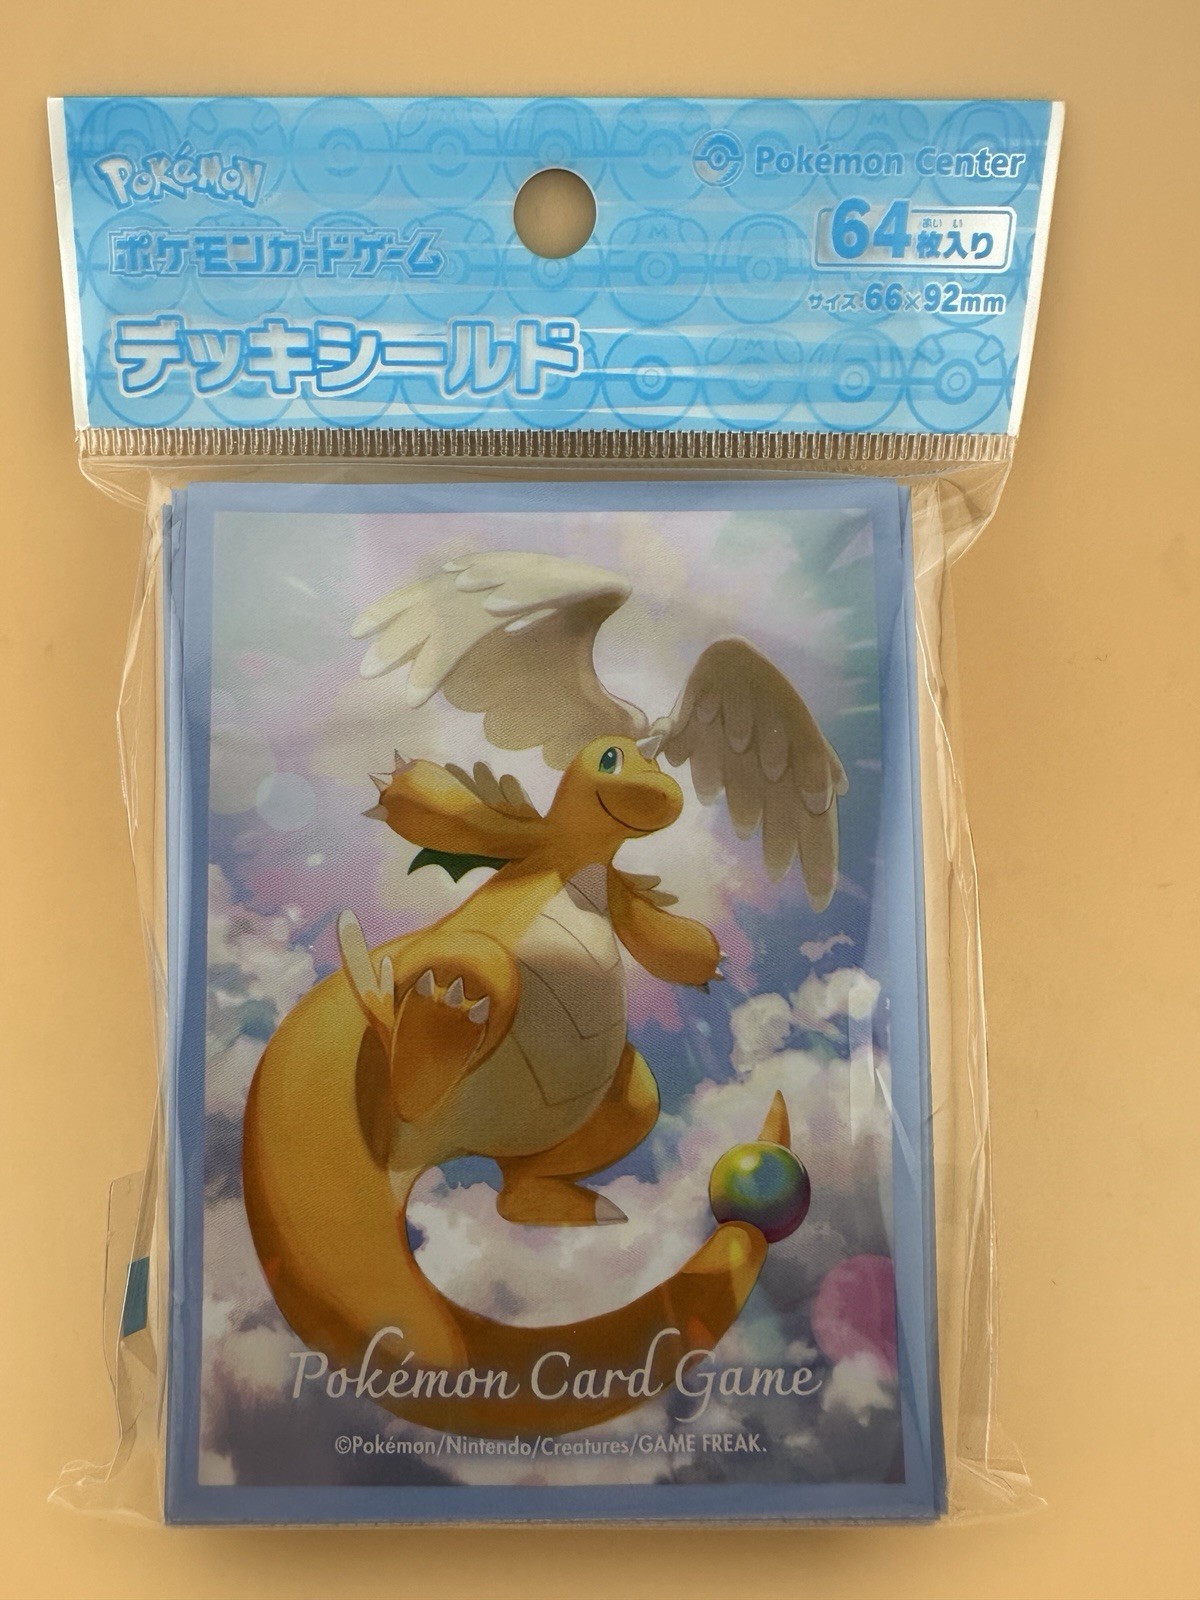 POKÉMON
Pokémon Center
ポケモンカードゲーム
64枚入り
まい い
サイズ:66×92mm
デッキシールド
Pokémon Card Game
©Pokémon/Nintendo/Creatures/GAME FREAK.